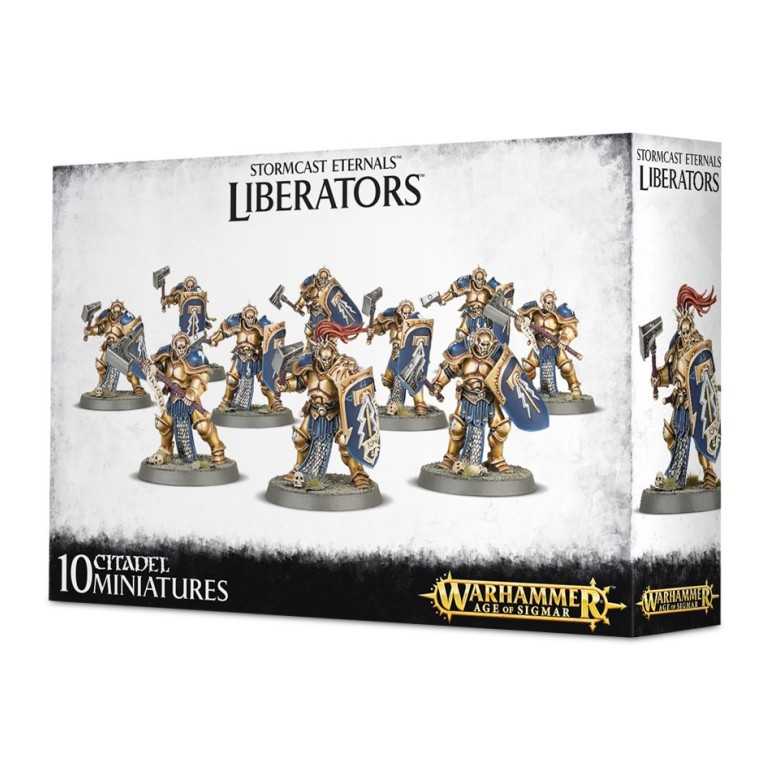 STORMCAST ETERNALS™
LIBERATORS™
10 CITADEL
MINIATURES
WARHAMMER
AGE OF SIGMAR
STORMCAST ETERNALS
LIBERATORS
WARHAMMER
AGE OF SIGMAR